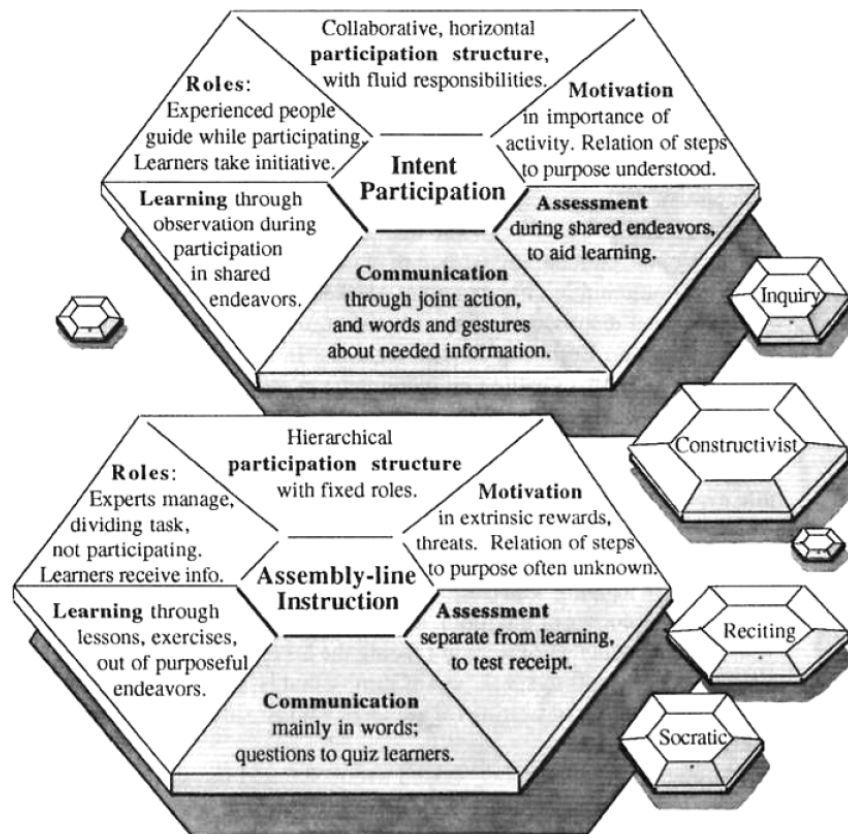 Collaborative, horizontal
participation structure,
with fluid responsibilities.
Roles:
Experienced people
guide while participating.
Learners take initiative.
Motivation
in importance of
activity. Relation of steps
to purpose understood.
Intent
Participation
Learning through
observation during
participation
in shared
endeavors.
Assessment
during shared endeavors,
to aid learning.
Communication
through joint action,
and words and gestures
about needed information.
Inquiry
Constructivist
Hierarchical
participation structure
with fixed roles.
Roles:
Experts manage,
dividing task,
not participating.
Learners receive info.
Motivation
in extrinsic rewards,
threats. Relation of steps
to purpose often unknown.
Assembly-line
Instruction
Learning through
lessons, exercises,
out of purposeful
endeavors.
Assessment
separate from learning,
to test receipt.
Communication
mainly in words;
questions to quiz learners.
Reciting
Socratic